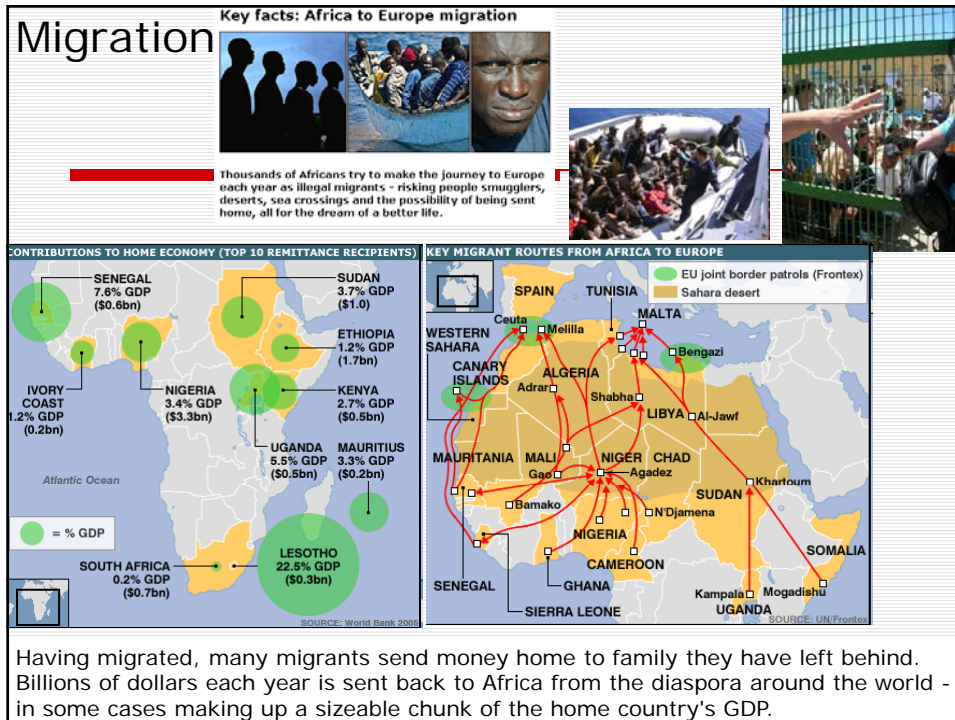 Migration
Key facts: Africa to Europe migration
Thousands of Africans try to make the journey to Europe
each year as illegal migrants - risking people smugglers,
deserts, sea crossings and the possibility of being sent
home, all for the dream of a better life.
CONTRIBUTIONS TO HOME ECONOMY (TOP 10 REMITTANCE RECIPIENTS)
SENEGAL
7.6% GDP
($0.6bn)
SUDAN
3.7% GDP
($1.0)
ETHIOPIA
1.2% GDP
(1.7bn)
IVORY
COAST
1.2% GDP
(0.2bn)
NIGERIA
3.4% GDP
($3.3bn)
KENYA
2.7% GDP
($0.5bn)
UGANDA
5.5% GDP
($0.5bn)
MAURITIUS
3.3% GDP
($0.2bn)
Atlantic Ocean
= % GDP
SOUTH AFRICA
0.2% GDP
($0.7bn)
LESOTHO
22.5% GDP
($0.3bn)
SOURCE: World Bank 2005
KEY MIGRANT ROUTES FROM AFRICA TO EUROPE
EU joint border patrols (Frontex)
Sahara desert
SPAIN
TUNISIA
MALTA
Ceuta
Melilla
WESTERN
SAHARA
Bengazi
CANARY
ISLANDS
ALGERIA
Adrar
Shabha
LIBYA
Al-Jawf
MAURITANIA
MALI
NIGER
CHAD
Gao
Agadez
Khartoum
SUDAN
Bamako
N'Djamena
NIGERIA
CAMEROON
SOMALIA
SENEGAL
GHANA
Kampala
Mogadishu
UGANDA
SIERRA LEONE
SOURCE: UN/Frontex
Having migrated, many migrants send money home to family they have left behind.
Billions of dollars each year is sent back to Africa from the diaspora around the world -
in some cases making up a sizeable chunk of the home country's GDP.